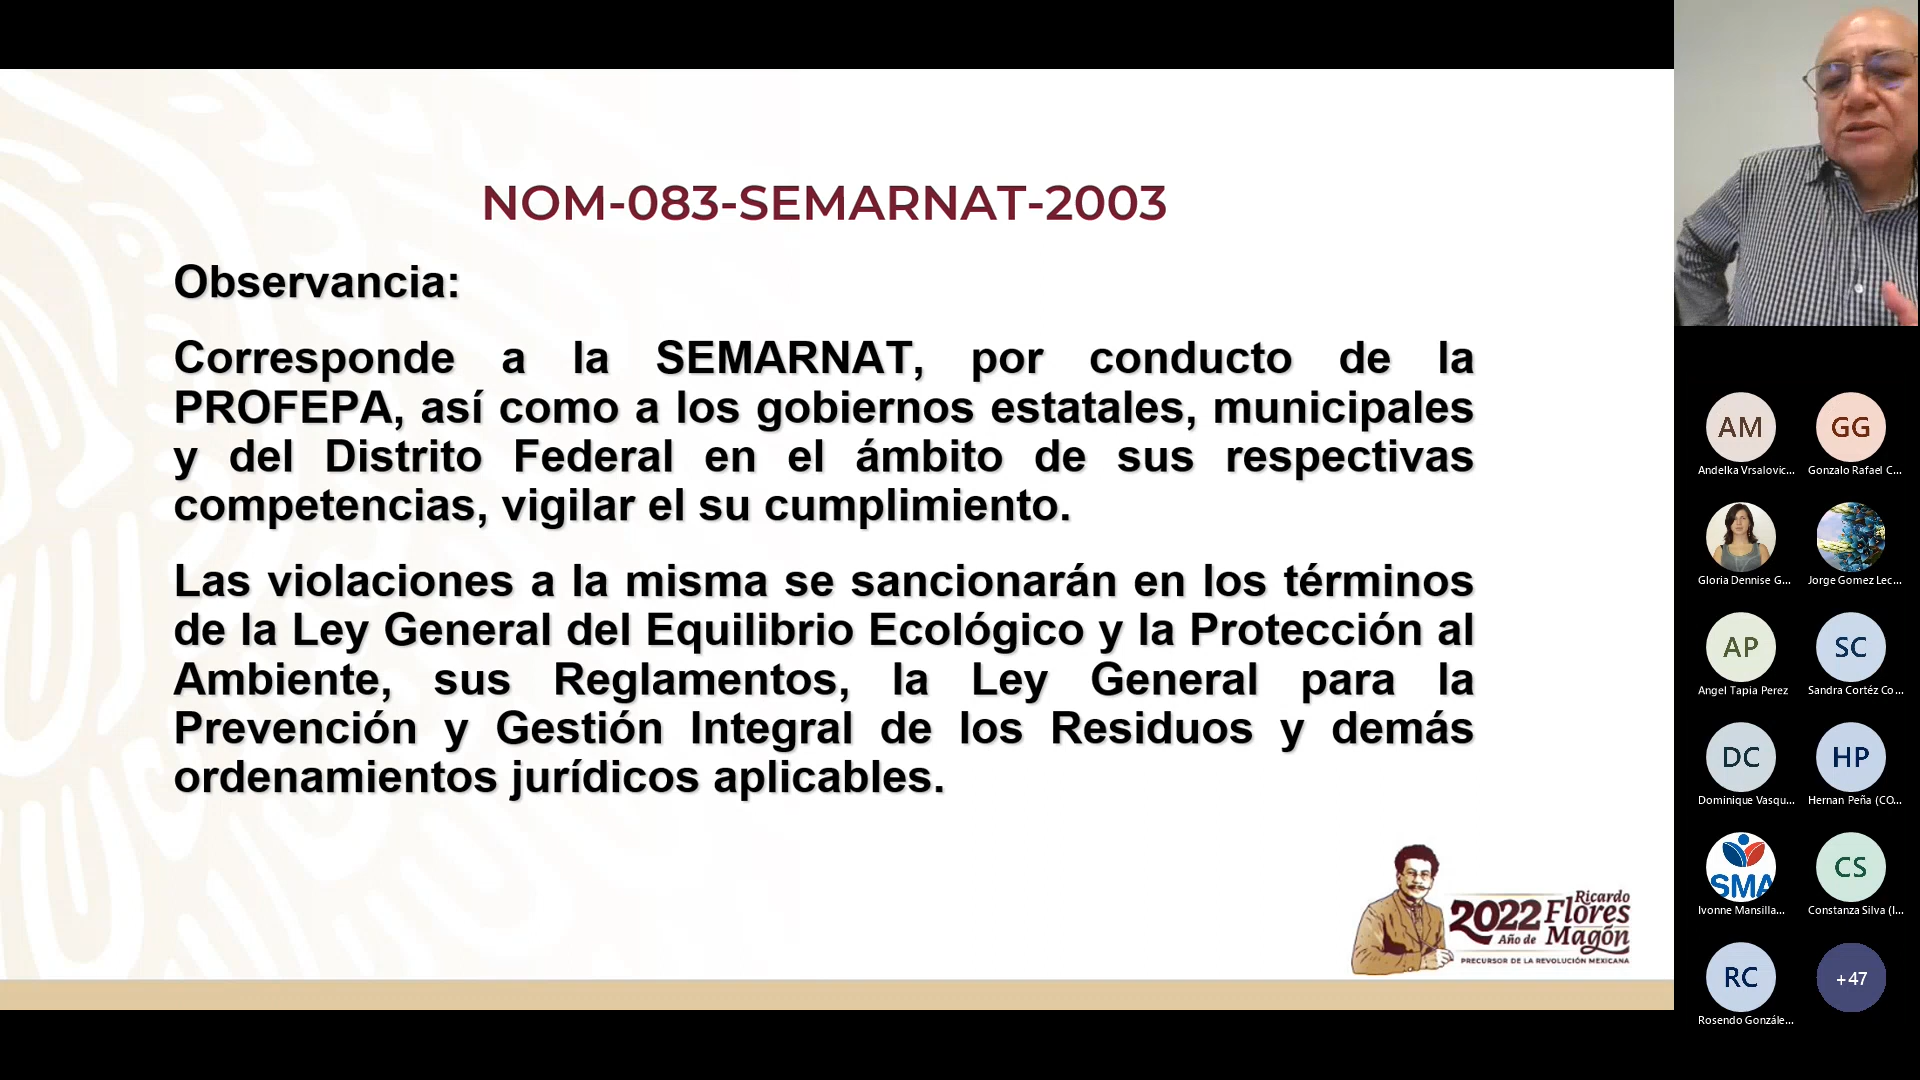 NOM-083-SEMARNAT-2003
Observancia:
Corresponde a la SEMARNAT, por conducto de la
PROFEPA, así como a los gobiernos estatales, municipales
y del Distrito Federal en el ámbito de sus respectivas
competencias, vigilar el su cumplimiento.
Las violaciones a la misma se sancionarán en los términos
de la Ley General del Equilibrio Ecológico y la Protección al
Ambiente, sus Reglamentos, la Ley General para la
Prevención y Gestión Integral de los Residuos y demás
ordenamientos jurídicos aplicables.
2022 Ricardo
Año de Flores
Magón
PRECURSOR DE LA REVOLUCIÓN MEXICANA
AM GG
Andelka Vrsalovic... Gonzalo Rafael C...
Gloria Dennise G... Jorge Gomez Lec...
AP SC
Angel Tapia Perez Sandra Cortéz Co...
DC HP
Dominique Vasqu... Hernan Peña (CO...
SMA CS
Ivonne Mansilla... Constanza Silva (I...
RC +47
Rosendo Gonzále...